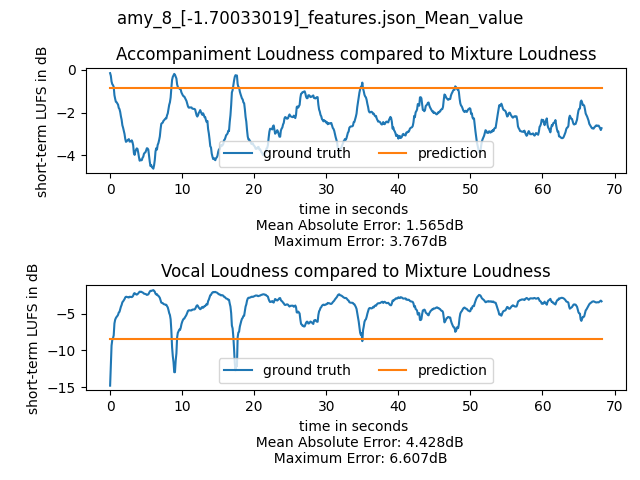 amy_8_[-1.70033019]_features.json_Mean_value
Accompaniment Loudness compared to Mixture Loudness
short-term LUFS in dB
0
−2
−4
ground truth
prediction
0 10 20 30 40 50 60 70
time in seconds
Mean Absolute Error: 1.565dB
Maximum Error: 3.767dB
Vocal Loudness compared to Mixture Loudness
short-term LUFS in dB
−5
−10
−15
ground truth
prediction
0 10 20 30 40 50 60 70
time in seconds
Mean Absolute Error: 4.428dB
Maximum Error: 6.607dB